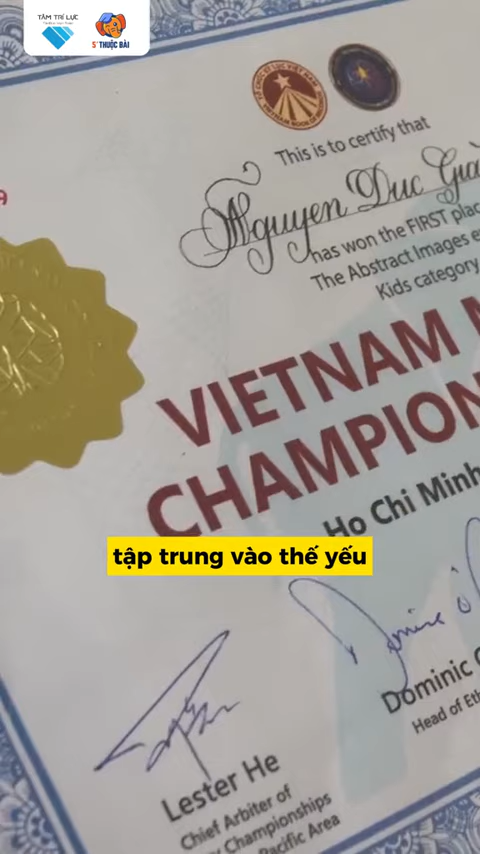 TÂM TRÍ LỰC
5' THUỘC BÀI
This is to certify that
Nguyen Duc
has won the FIRST
The Abstract Images
Kids category
VIETNAM
CHAMPION
Ho Chi Minh
tập trung vào thế yếu
Lester He
Chief Arbiter of
Championships
Pacific Area
Dominic
Head of